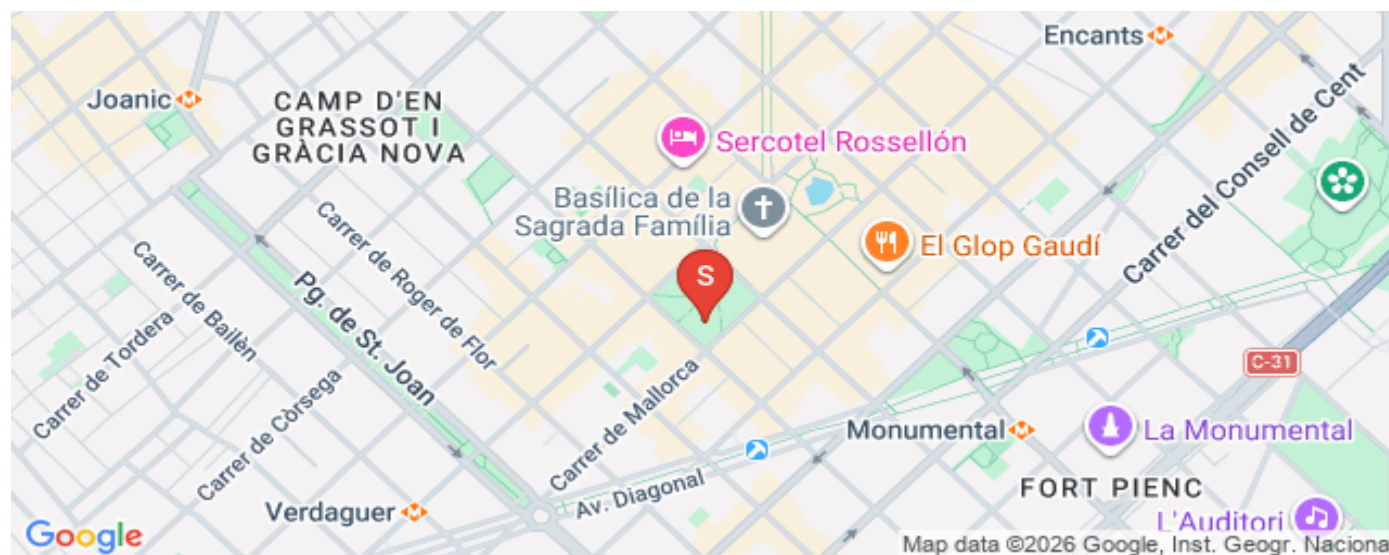 Encants
Joanic
CAMP D'EN
GRASSOT I
GRÀCIA NOVA
Sercotel Rossellón
Carrer del Consell de Cent
Basílica de la
Sagrada Família
El Glop Gaudí
S
Carrer de Roger de Flor
Carrer de Bailèn
Pg. de St. Joan
Carrer de Tordera
Carrer de Còrsega
Carrer de Mallorca
C-31
Monumental
La Monumental
Av. Diagonal
Verdaguer
FORT PIENC
L'Auditori
Google
Map data ©2026 Google, Inst. Geogr. Naciona